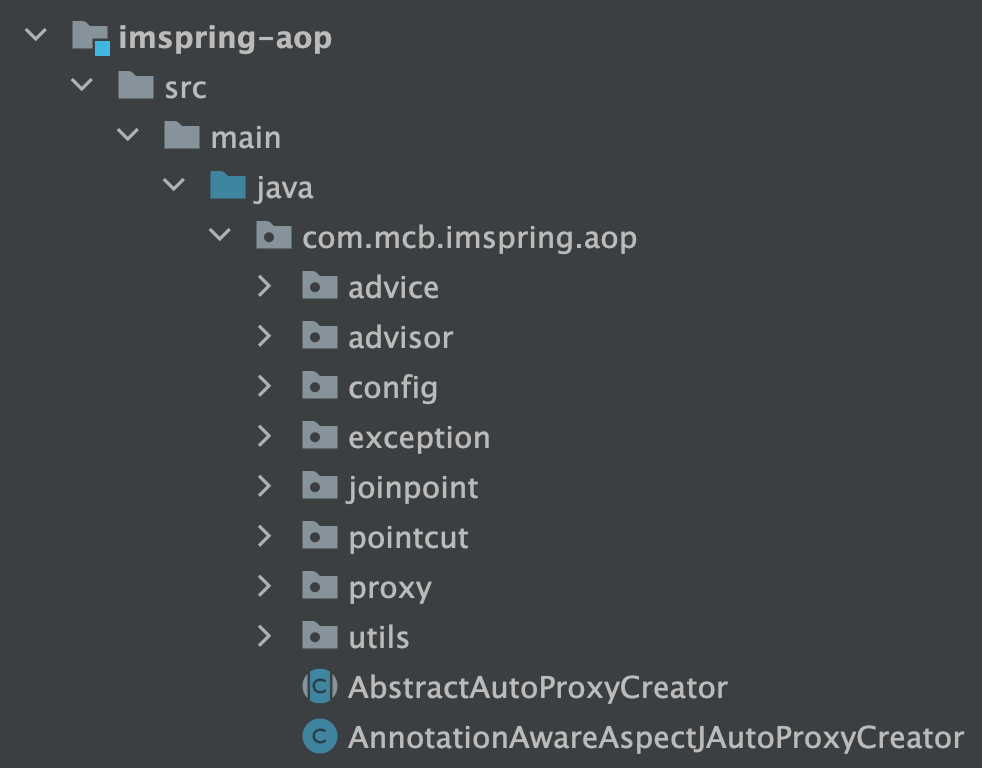 imspring-aop
src
main
java
com.mcb.imspring.aop
advice
advisor
config
exception
joinpoint
pointcut
proxy
utils
C AbstractAutoProxyCreator
C AnnotationAwareAspectJAutoProxyCreator